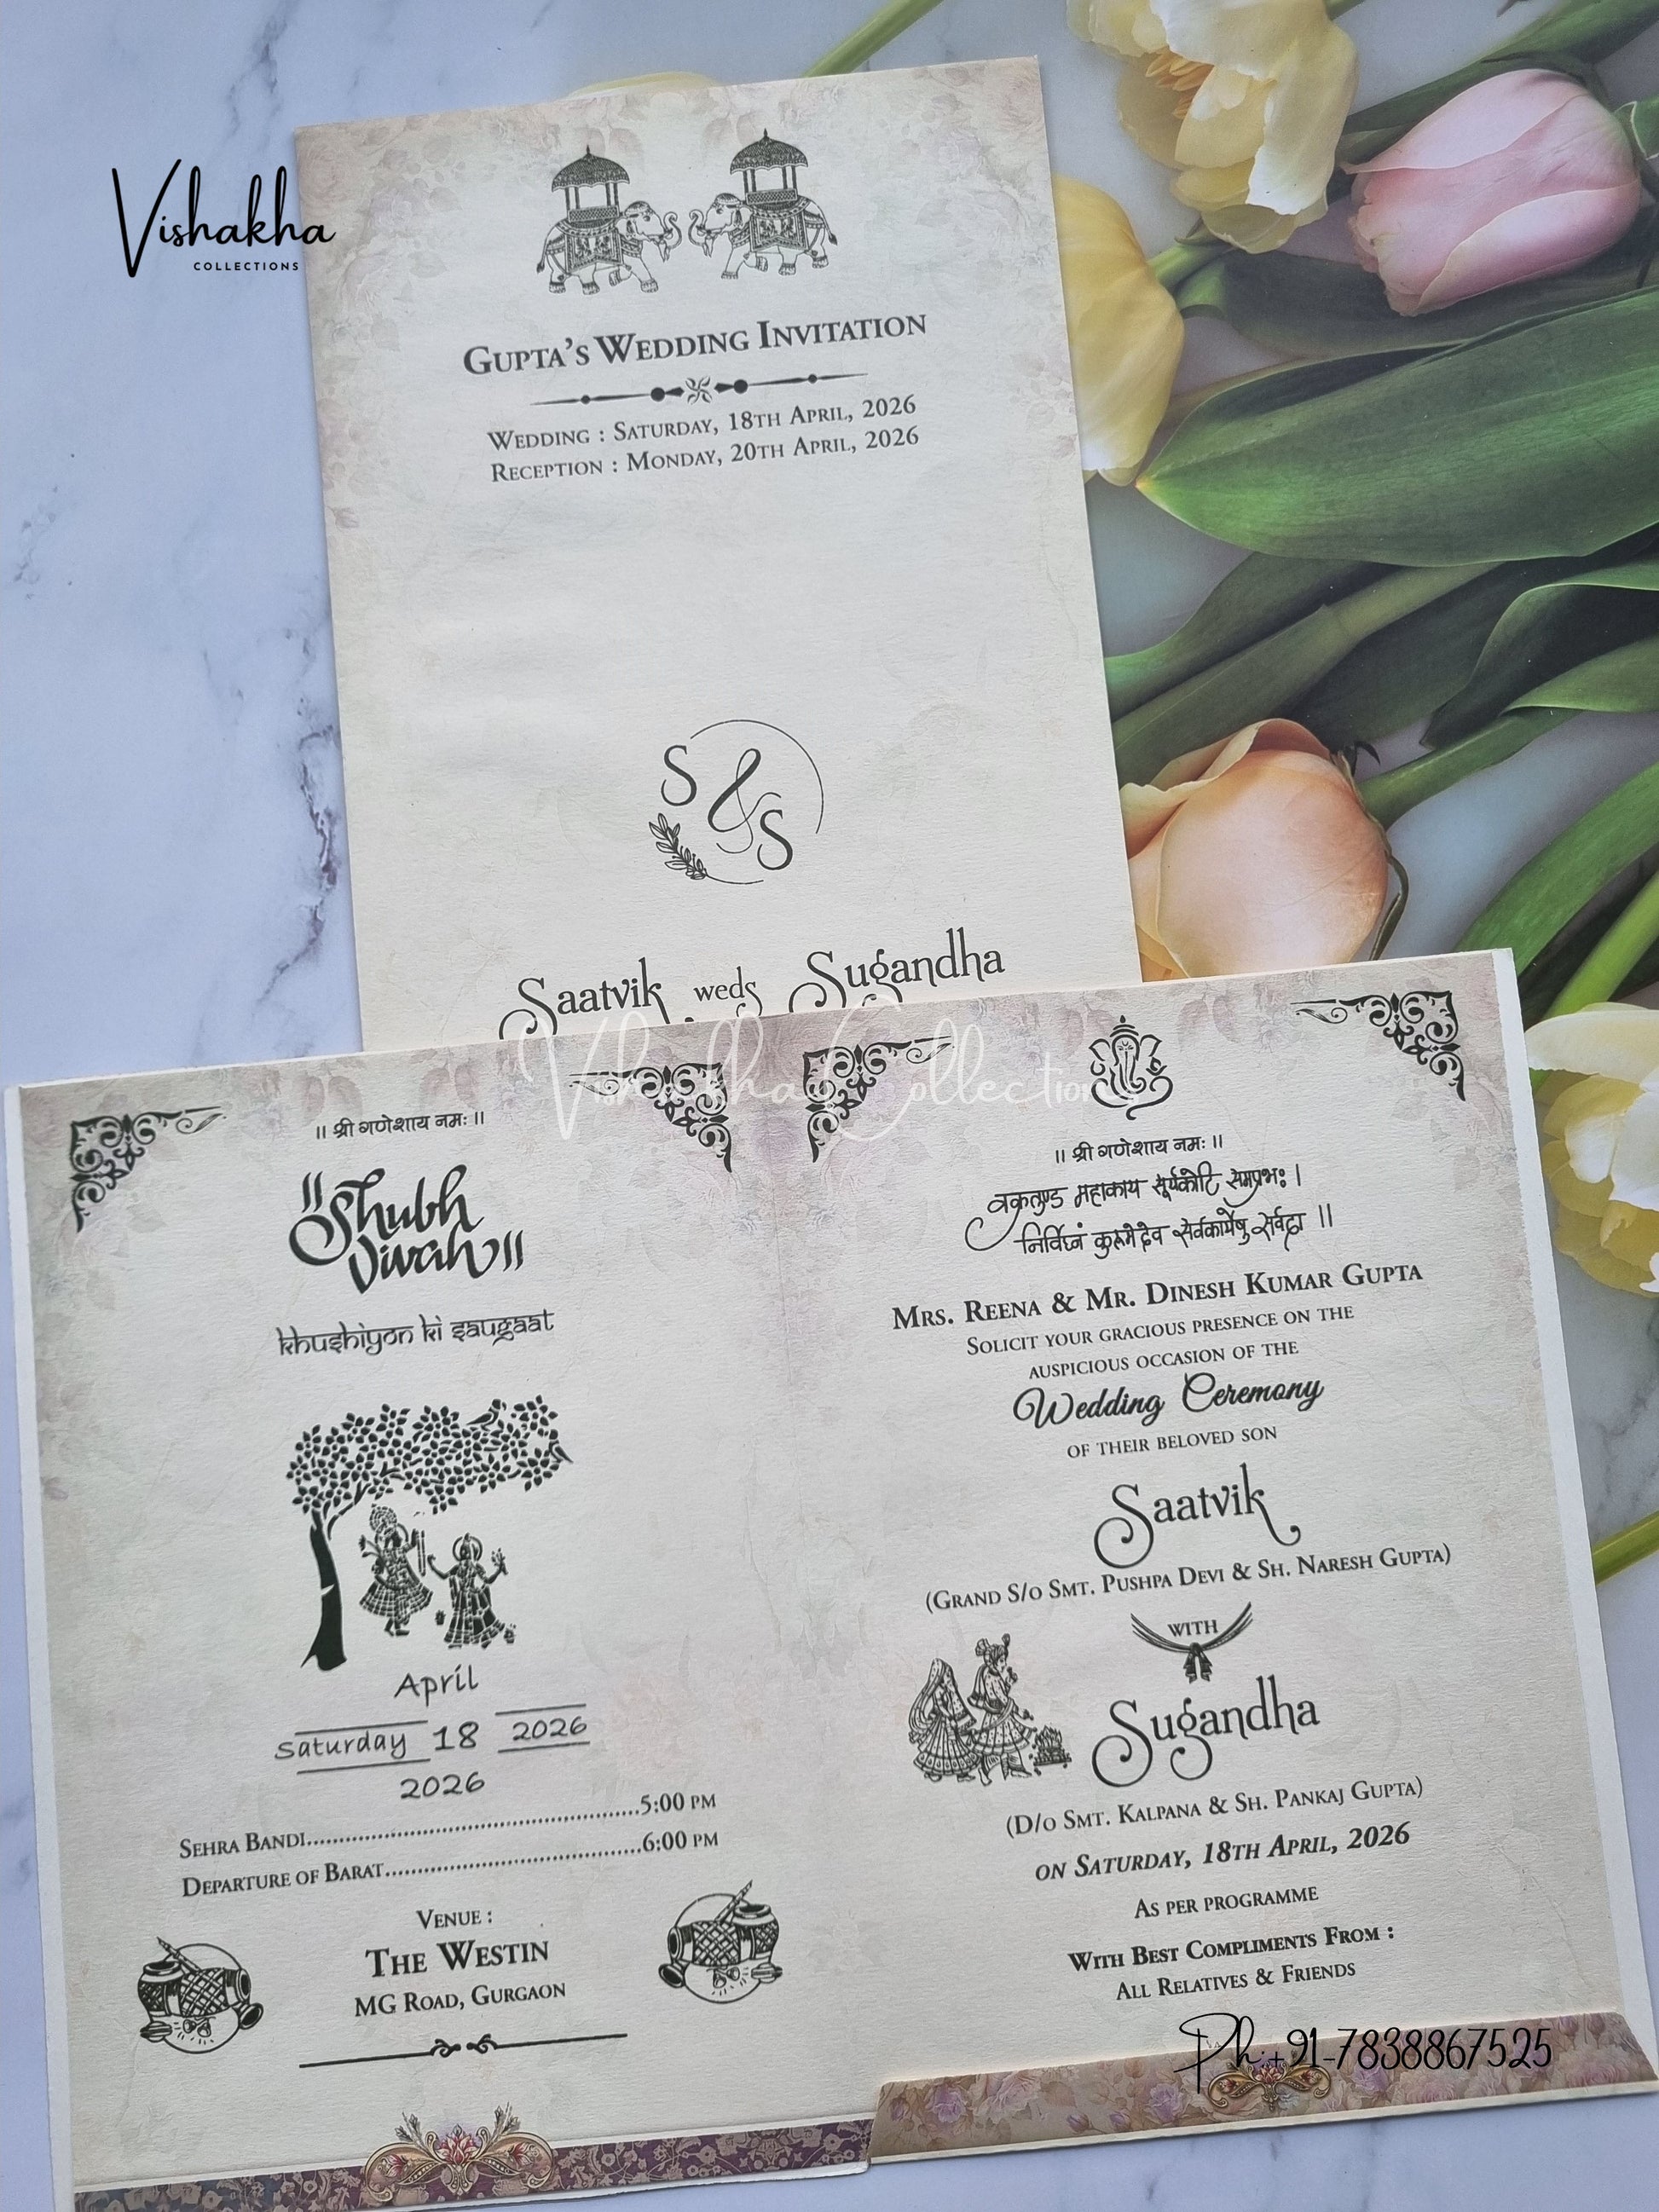 Vishakha
COLLECTIONS
GUPTA'S WEDDING INVITATION
WEDDING : SATURDAY, 18TH APRIL, 2026
RECEPTION : MONDAY, 20TH APRIL, 2026
S & S
Saatvik weds Sugandha
Vishakha Collections
॥ श्री गणेशाय नमः ॥
॥ Shubh
Vivah ॥
khushiyon ki saugaat
April
Saturday 18 2026
2026
SEHRA BANDI........................................5:00 PM
DEPARTURE OF BARAT........................................6:00 PM
VENUE :
THE WESTIN
MG ROAD, GURGAON
॥ श्री गणेशाय नमः ॥
वक्रतुण्ड महाकाय सूर्यकोटि समप्रभः ।
निर्विघ्नं कुरूमेदेव सर्वकार्येषु सर्वदा ॥
MRS. REENA & MR. DINESH KUMAR GUPTA
SOLICIT YOUR GRACIOUS PRESENCE ON THE
AUSPICIOUS OCCASION OF THE
Wedding Ceremony
OF THEIR BELOVED SON
Saatvik
(GRAND S/O SMT. PUSHPA DEVI & SH. NARESH GUPTA)
WITH
Sugandha
(D/O SMT. KALPANA & SH. PANKAJ GUPTA)
ON SATURDAY, 18TH APRIL, 2026
AS PER PROGRAMME
WITH BEST COMPLIMENTS FROM :
ALL RELATIVES & FRIENDS
Ph:+91-7838867525